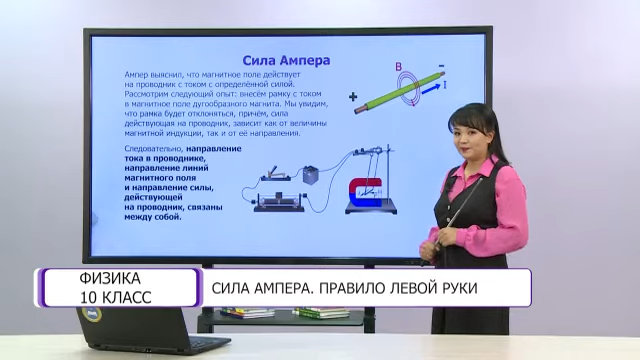 Сила Ампера
Ампер выяснил, что магнитное поле действует
на проводник с током с определённой силой.
Рассмотрим следующий опыт: внесём рамку с током
в магнитное поле дугообразного магнита. Мы увидим,
что рамка будет отклоняться, причём, сила
действующая на проводник, зависит как от величины
магнитной индукции, так и от её направления.
Следовательно, направление
тока в проводнике,
направление линий
магнитного поля
и направление силы,
действующей
на проводник, связаны
между собой.
B
-
I
+
ФИЗИКА
10 КЛАСС
СИЛА АМПЕРА. ПРАВИЛО ЛЕВОЙ РУКИ